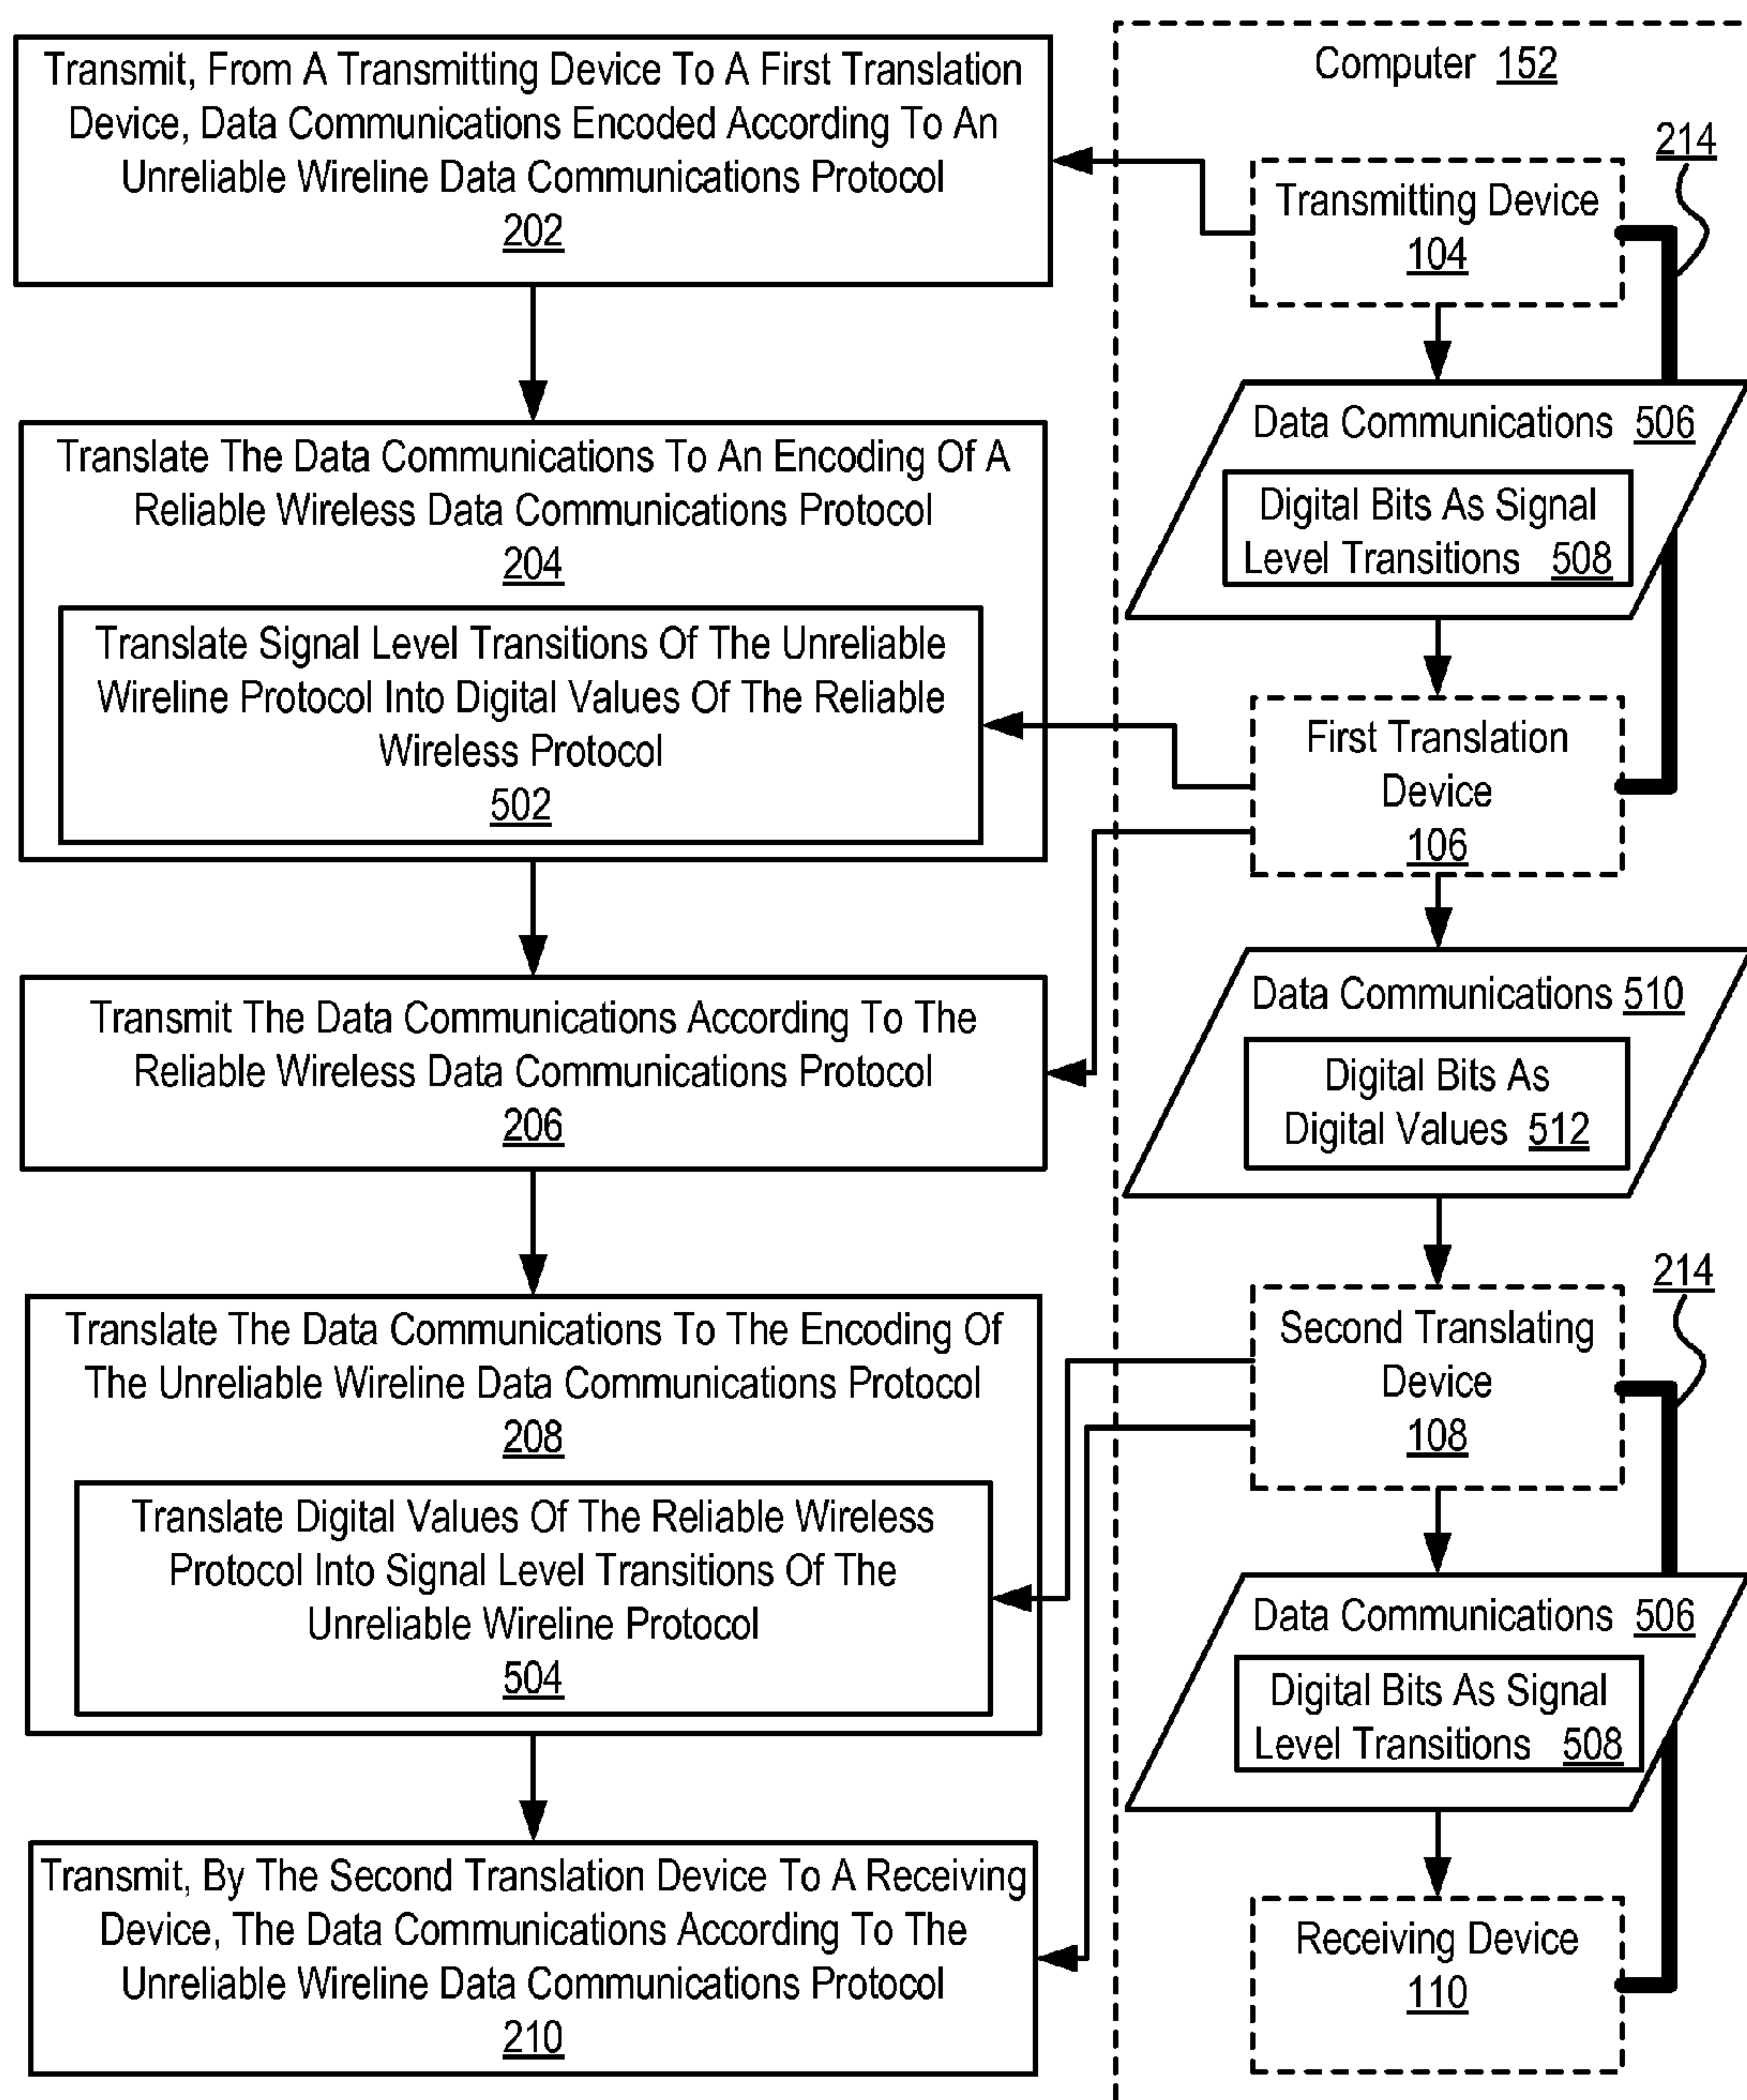 Transmit, From A Transmitting Device To A First Translation
Device, Data Communications Encoded According To An
Unreliable Wireline Data Communications Protocol
202
Translate The Data Communications To An Encoding Of A
Reliable Wireless Data Communications Protocol
204
Translate Signal Level Transitions Of The Unreliable
Wireline Protocol Into Digital Values Of The Reliable
Wireless Protocol
502
Transmit The Data Communications According To The
Reliable Wireless Data Communications Protocol
206
Translate The Data Communications To The Encoding Of
The Unreliable Wireline Data Communications Protocol
208
Translate Digital Values Of The Reliable Wireless
Protocol Into Signal Level Transitions Of The
Unreliable Wireline Protocol
504
Transmit, By The Second Translation Device To A Receiving
Device, The Data Communications According To The
Unreliable Wireline Data Communications Protocol
210
Computer 152
214
Transmitting Device
104
Data Communications 506
Digital Bits As Signal
Level Transitions 508
First Translation
Device
106
Data Communications 510
Digital Bits As
Digital Values 512
214
Second Translating
Device
108
Data Communications 506
Digital Bits As Signal
Level Transitions 508
Receiving Device
110